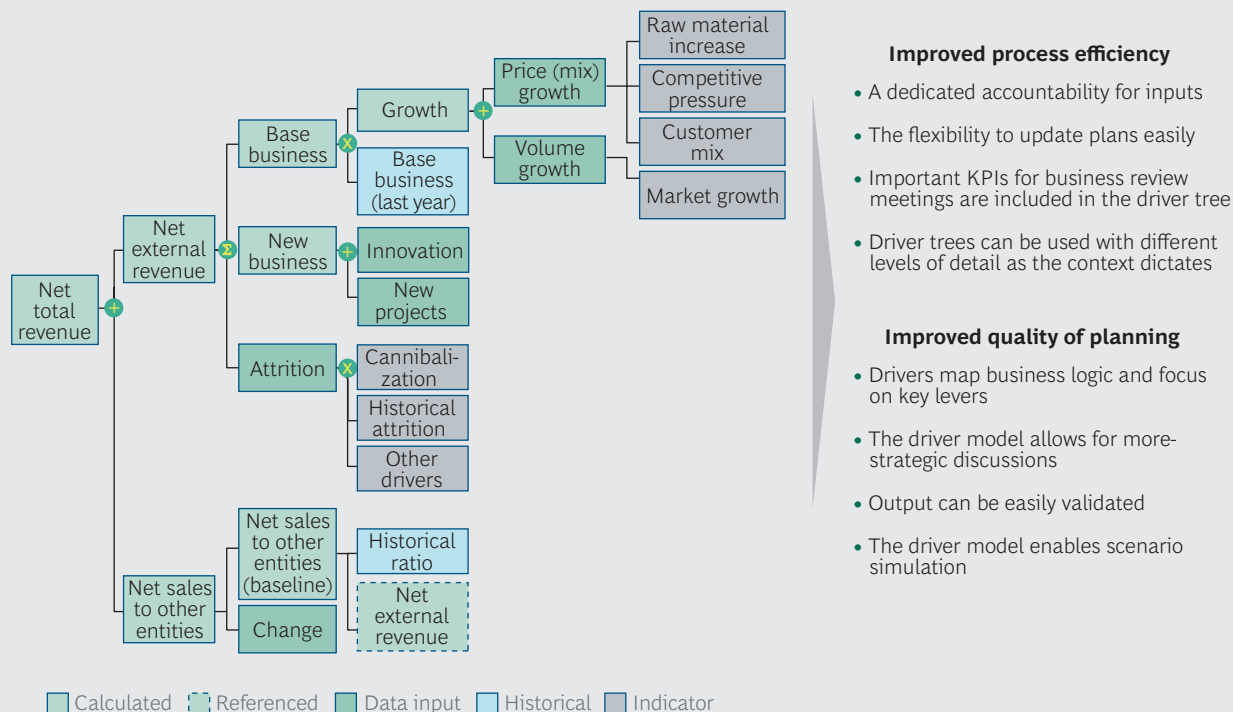 Net
total
revenue
+
Net
external
revenue
Σ
Base
business
x
Growth
+
Price (mix)
growth
Raw material
increase
Competitive
pressure
Customer
mix
Volume
growth
Market growth
Base
business
(last year)
New
business
+
Innovation
New
projects
Attrition
x
Cannibali-
zation
Historical
attrition
Other
drivers
Net sales
to other
entities
Net sales
to other
entities
(baseline)
Historical
ratio
Net
external
revenue
Change
Improved process efficiency
• A dedicated accountability for inputs
• The flexibility to update plans easily
• Important KPIs for business review
meetings are included in the driver tree
• Driver trees can be used with different
levels of detail as the context dictates
Improved quality of planning
• Drivers map business logic and focus
on key levers
• The driver model allows for more-
strategic discussions
• Output can be easily validated
• The driver model enables scenario
simulation
Calculated Referenced Data input Historical Indicator